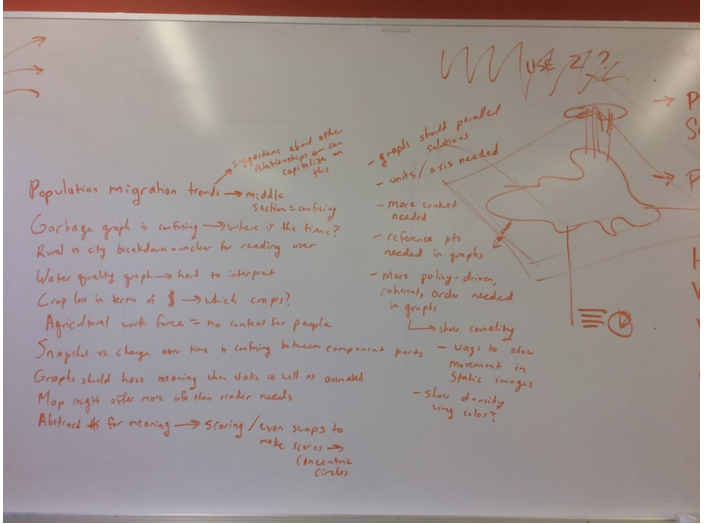 USE 2
suggestions about other
relationships can
capitalize on
this
Population migration trends → middle
section = confusing
Garbage graph is confusing → where is the time?
Rural vs city breakdown unclear for reading user
Water quality graph → hard to interpret
Crop loss in terms of $ → which crops?
Agricultural work force = no context for people
Snapshot vs. change over time is confusing between component parts
Graphs should have meaning when static as well as animated
Map might offer more info than reader needs
Abstract #s for meaning → scoring / even swaps to
make scores →
concentric
circles
- graphs should parallel
solutions
- units / axis needed
- more context
needed
- reference pts
needed in graphs
- More policy-driven,
coherent, order needed
in graphs
→ show causality
- ways to show
movement in
static images
- show density
using color?
→ P
S
→ P
H
V